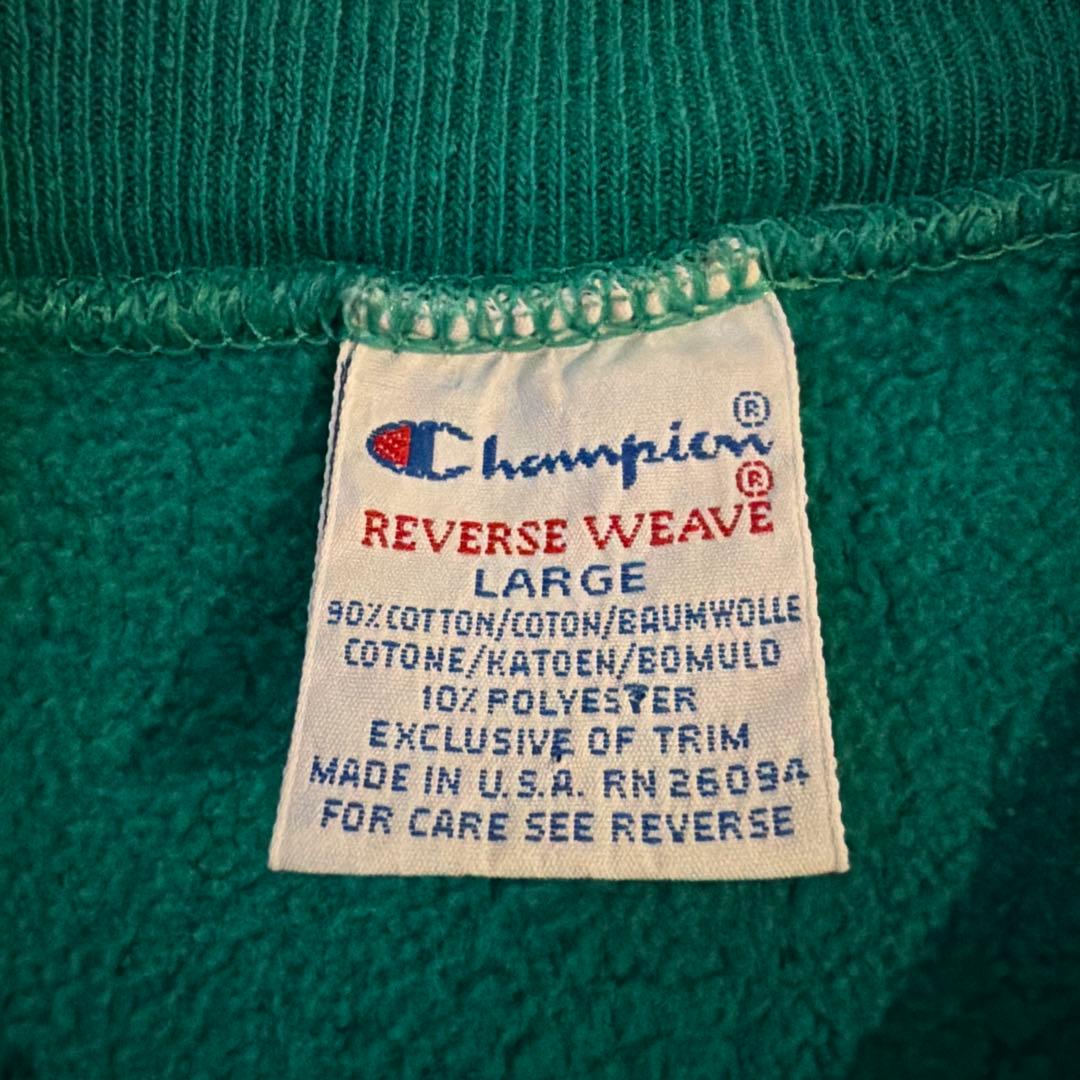 Champion®
REVERSE WEAVE®
LARGE
90% COTTON/COTON/BAUMWOLLE
COTONE/KATOEN/BOMULD
10% POLYESTER
EXCLUSIVE OF TRIM
MADE IN U.S.A. RN 26094
FOR CARE SEE REVERSE